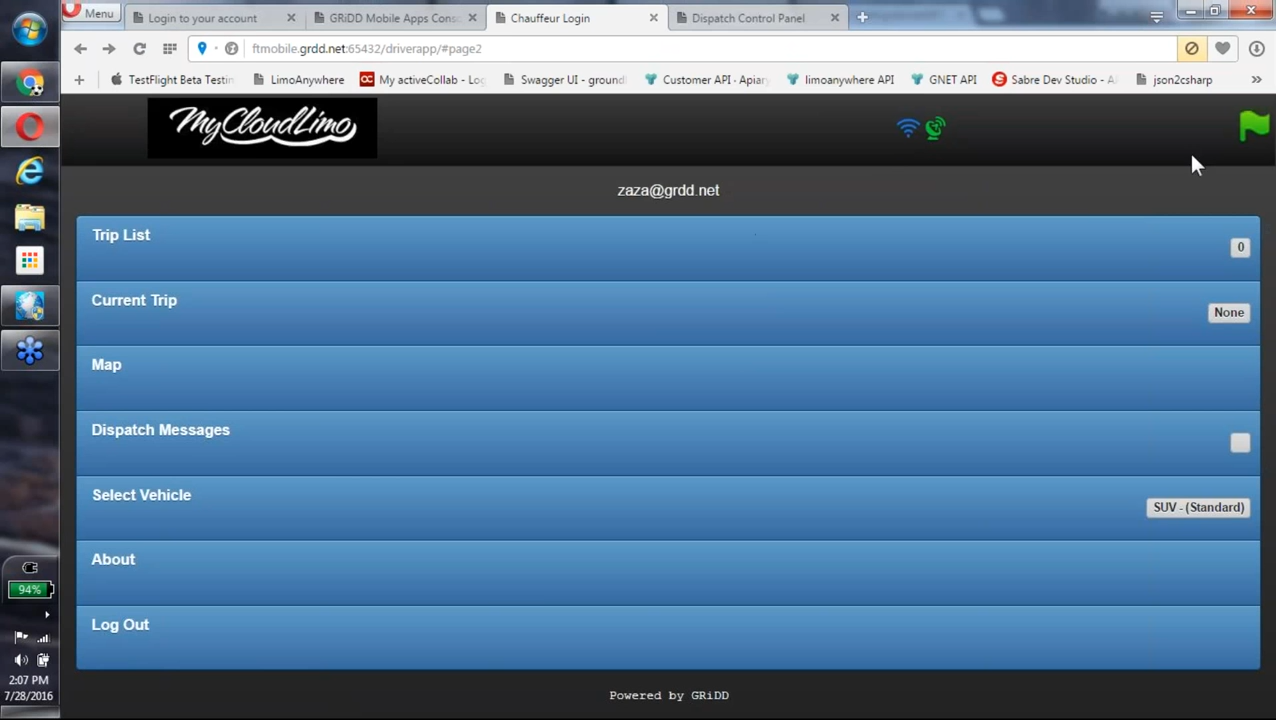 Menu
Login to your account
GRiDD Mobile Apps Conso
Chauffeur Login
Dispatch Control Panel
ftmobile.grdd.net:65432/driverapp/#page2
TestFlight Beta Testin
LimoAnywhere
My activeCollab - Log
Swagger UI - ground
Customer API · Apiary
limoanywhere API
GNET API
Sabre Dev Studio - A
json2csharp
MyCloudLimo
zaza@grdd.net
Trip List
0
Current Trip
None
Map
Dispatch Messages
Select Vehicle
SUV - (Standard)
About
Log Out
Powered by GRiDD
94%
2:07 PM
7/28/2016